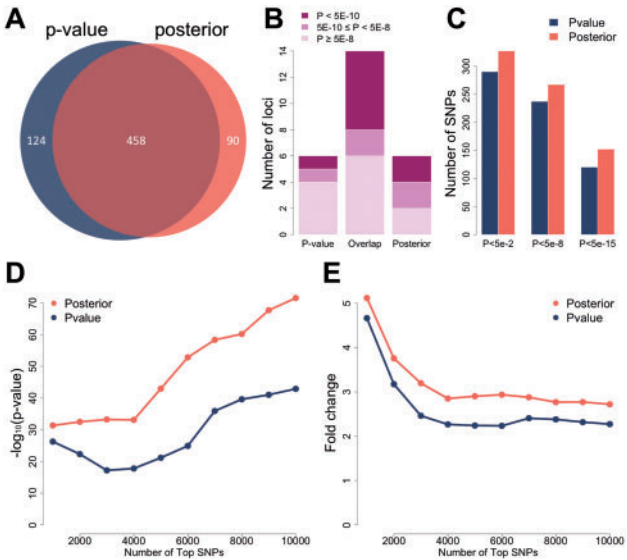 A
p-value
posterior
124
458
90
B
P < 5E-10
5E-10 ≤ P < 5E-8
P ≥ 5E-8
Number of loci
0
2
4
6
8
10
12
14
P-value
Overlap
Posterior
C
Pvalue
Posterior
Number of SNPs
0
50
100
150
200
250
300
P<5e-2
P<5e-8
P<5e-15
D
Posterior
Pvalue
-log₁₀(p-value)
0
10
20
30
40
50
60
70
2000
4000
6000
8000
10000
Number of Top SNPs
E
Posterior
Pvalue
Fold change
0
1
2
3
4
5
2000
4000
6000
8000
10000
Number of Top SNPs